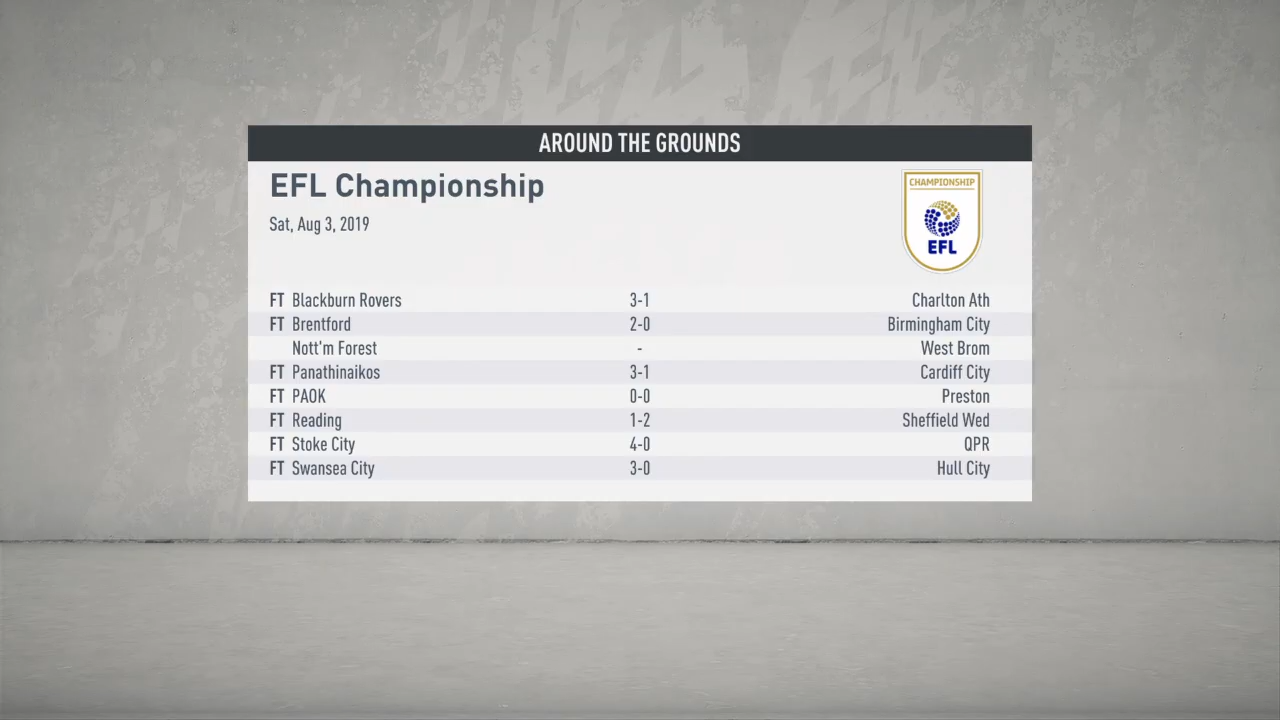 AROUND THE GROUNDS
EFL Championship
Sat, Aug 3, 2019
CHAMPIONSHIP
EFL
FT Blackburn Rovers 3-1 Charlton Ath
FT Brentford 2-0 Birmingham City
Nott'm Forest - West Brom
FT Panathinaikos 3-1 Cardiff City
FT PAOK 0-0 Preston
FT Reading 1-2 Sheffield Wed
FT Stoke City 4-0 QPR
FT Swansea City 3-0 Hull City